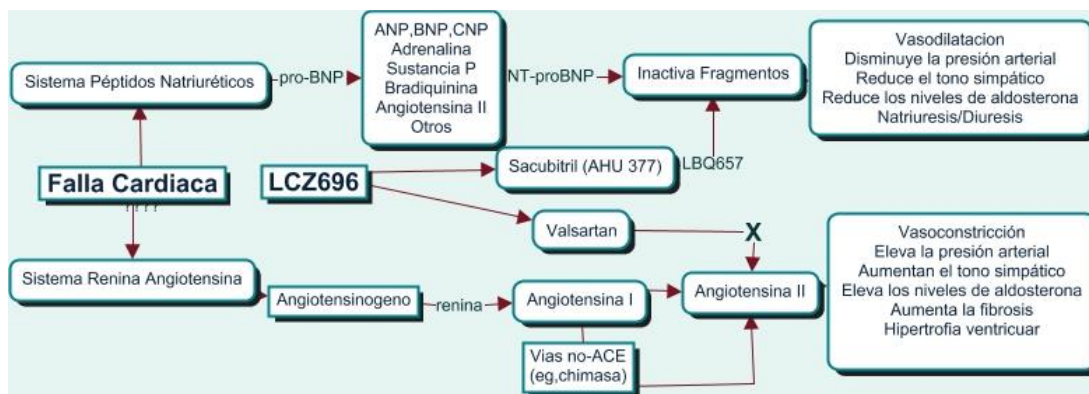 ANP,BNP,CNP
Adrenalina
Sustancia P
Bradiquinina
Angiotensina II
Otros
Sistema Péptidos Natriuréticos
pro-BNP
NT-proBNP
Inactiva Fragmentos
Vasodilatacion
Disminuye la presión arterial
Reduce el tono simpático
Reduce los niveles de aldosterona
Natriuresis/Diuresis
Falla Cardiaca
????
LCZ696
Sacubitril (AHU 377)
LBQ657
Valsartan
X
Sistema Renina Angiotensina
Angiotensinogeno
renina
Angiotensina I
Angiotensina II
Vias no-ACE
(eg,chimasa)
Vasoconstricción
Eleva la presión arterial
Aumentan el tono simpático
Eleva los niveles de aldosterona
Aumenta la fibrosis
Hipertrofia ventricuar